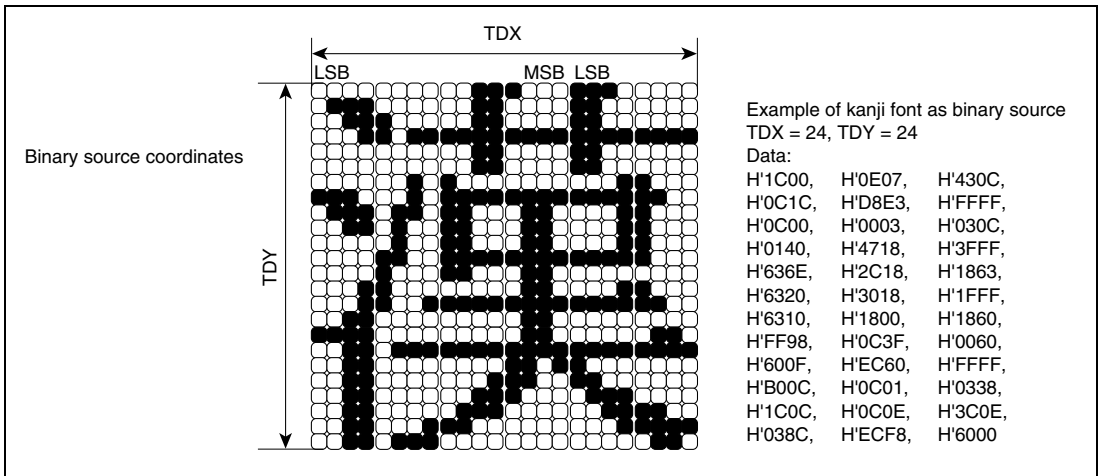 TDX
LSB MSB LSB
Binary source coordinates
TDY
Example of kanji font as binary source
TDX = 24, TDY = 24
Data:
H'1C00, H'0E07, H'430C,
H'0C1C, H'D8E3, H'FFFF,
H'0C00, H'0003, H'030C,
H'0140, H'4718, H'3FFF,
H'636E, H'2C18, H'1863,
H'6320, H'3018, H'1FFF,
H'6310, H'1800, H'1860,
H'FF98, H'0C3F, H'0060,
H'600F, H'EC60, H'FFFF,
H'B00C, H'0C01, H'0338,
H'1C0C, H'0C0E, H'3C0E,
H'038C, H'ECF8, H'6000